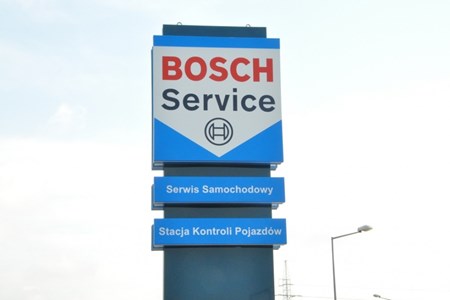 BOSCH
Service
Serwis Samochodowy
Stacja Kontroli Pojazdów